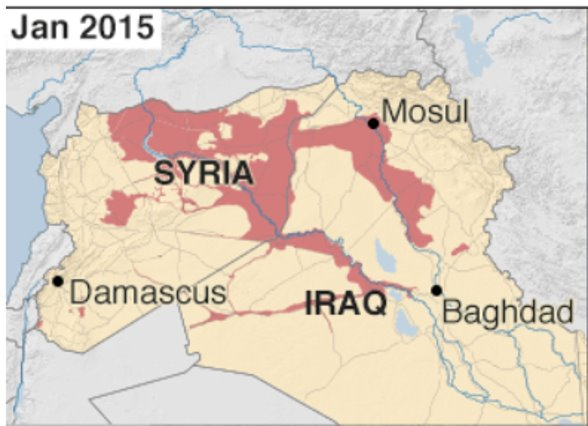 Jan 2015
Mosul
SYRIA
Damascus
IRAQ
Baghdad